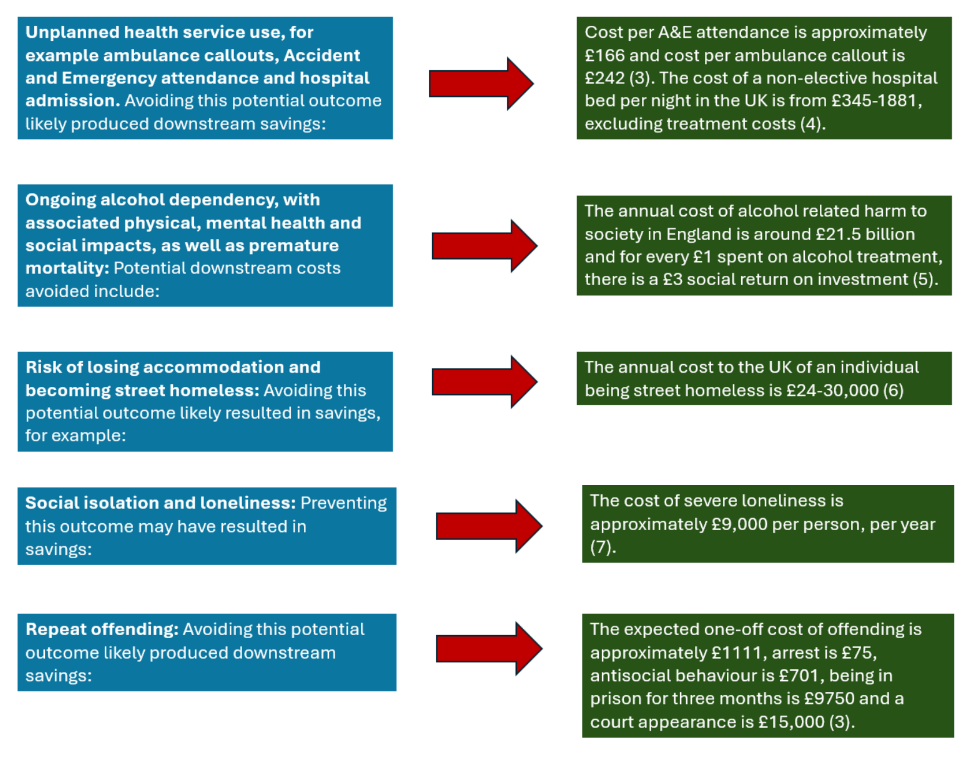 Unplanned health service use, for
example ambulance callouts, Accident
and Emergency attendance and hospital
admission. Avoiding this potential outcome
likely produced downstream savings:
Cost per A&E attendance is approximately
£166 and cost per ambulance callout is
£242 (3). The cost of a non-elective hospital
bed per night in the UK is from £345-1881,
excluding treatment costs (4).
Ongoing alcohol dependency, with
associated physical, mental health and
social impacts, as well as premature
mortality: Potential downstream costs
avoided include:
The annual cost of alcohol related harm to
society in England is around £21.5 billion
and for every £1 spent on alcohol treatment,
there is a £3 social return on investment (5).
Risk of losing accommodation and
becoming street homeless: Avoiding this
potential outcome likely resulted in savings,
for example:
The annual cost to the UK of an individual
being street homeless is £24-30,000 (6)
Social isolation and loneliness: Preventing
this outcome may have resulted in
savings:
The cost of severe loneliness is
approximately £9,000 per person, per year
(7).
Repeat offending: Avoiding this potential
outcome likely produced downstream
savings:
The expected one-off cost of offending is
approximately £1111, arrest is £75,
antisocial behaviour is £701, being in
prison for three months is £9750 and a
court appearance is £15,000 (3).